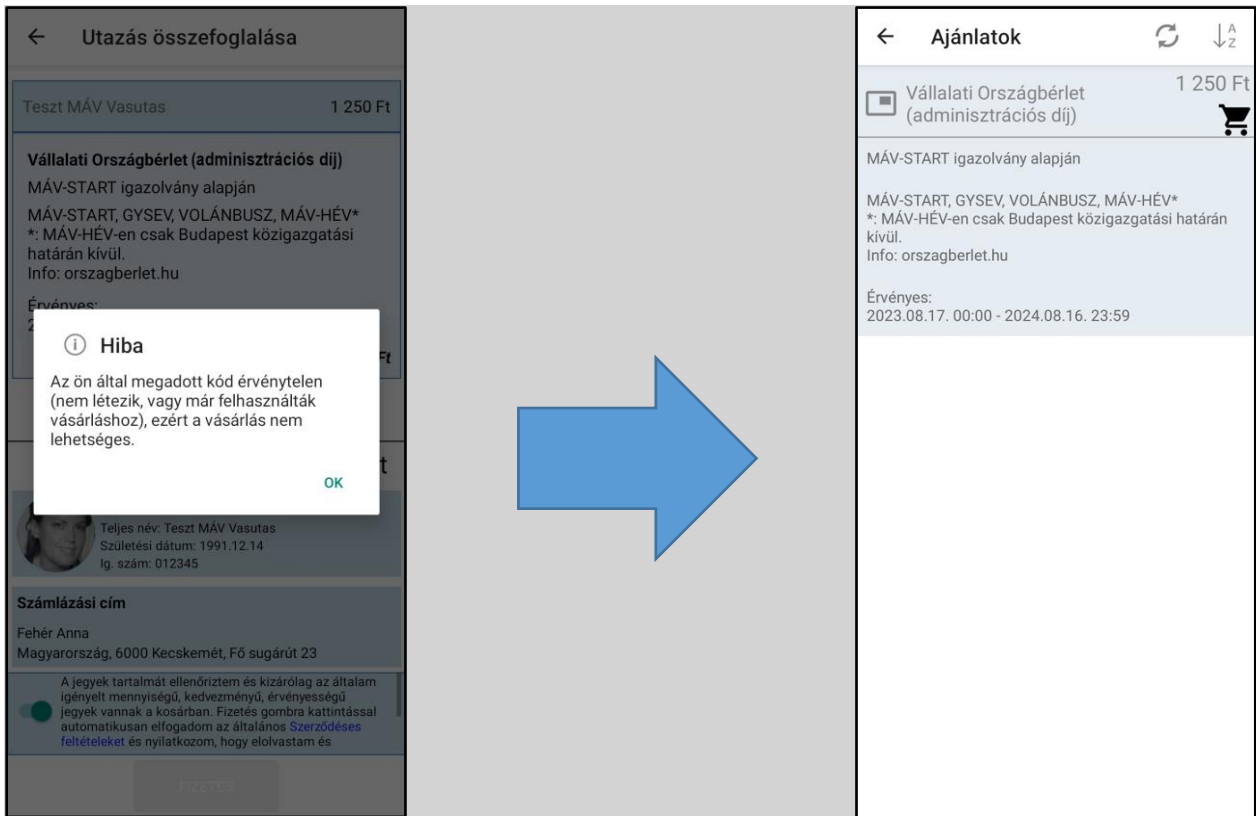 Utazás összefoglalása
Teszt MÁV Vasutas 1 250 Ft
Vállalati Országbérlet (adminisztrációs díj)
MÁV-START igazolvány alapján
MÁV-START, GYSEV, VOLÁNBUSZ, MÁV-HÉV*
*: MÁV-HÉV-en csak Budapest közigazgatási
határán kívül.
Info: orszagberlet.hu
Érvényes:
2
Ft
Hiba
Az ön által megadott kód érvénytelen
(nem létezik, vagy már felhasználták
vásárláshoz), ezért a vásárlás nem
lehetséges.
t
OK
Teljes név: Teszt MÁV Vasutas
Születési dátum: 1991.12.14
Ig. szám: 012345
Számlázási cím
Fehér Anna
Magyarország, 6000 Kecskemét, Fő sugárút 23
A jegyek tartalmát ellenőriztem és kizárólag az általam
igényelt mennyiségű, kedvezményű, érvényességű
jegyek vannak a kosárban. Fizetés gombra kattintással
automatikusan elfogadom az általános Szerződéses
feltételeket és nyilatkozom, hogy elolvastam és
FIZETÉS
Ajánlatok
A
Z
Vállalati Országbérlet
(adminisztrációs díj)
1 250 Ft
MÁV-START igazolvány alapján
MÁV-START, GYSEV, VOLÁNBUSZ, MÁV-HÉV*
*: MÁV-HÉV-en csak Budapest közigazgatási határán
kívül.
Info: orszagberlet.hu
Érvényes:
2023.08.17. 00:00 - 2024.08.16. 23:59